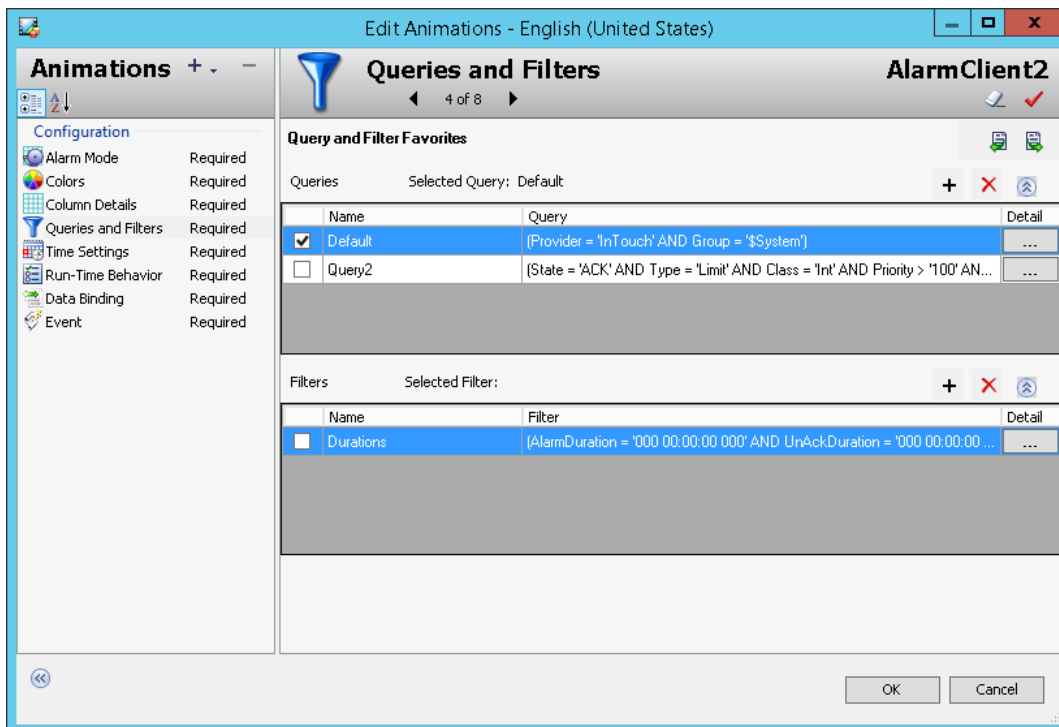 Edit Animations - English (United States)
Animations
Queries and Filters
AlarmClient2
4 of 8
Configuration
Alarm Mode Required
Colors Required
Column Details Required
Queries and Filters Required
Time Settings Required
Run-Time Behavior Required
Data Binding Required
Event Required
Query and Filter Favorites
Queries Selected Query: Default
Name Query Detail
Default (Provider = 'InTouch' AND Group = '$System') ...
Query2 (State = 'ACK' AND Type = 'Limit' AND Class = 'Int' AND Priority > '100' AN... ...
Filters Selected Filter:
Name Filter Detail
Durations (AlarmDuration = '000 00:00:00 000' AND UnAckDuration = '000 00:00:00 ... ...
OK Cancel